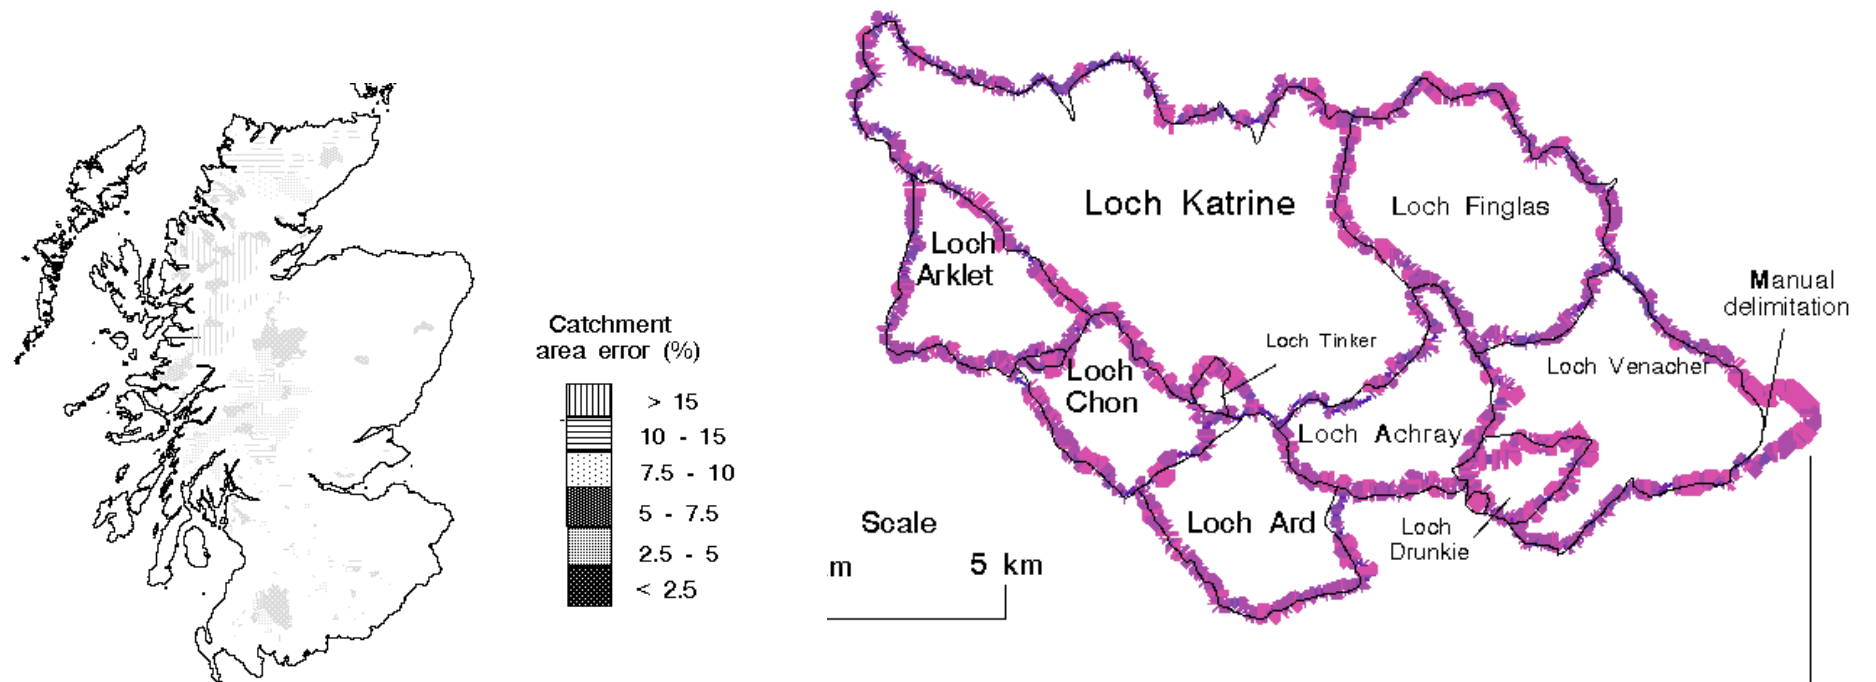 Catchment
area error (%)
> 15
10 - 15
7.5 - 10
5 - 7.5
2.5 - 5
< 2.5
Loch Katrine
Loch Finglas
Loch
Arklet
Manual
delimitation
Loch Tinker
Loch Venacher
Loch
Chon
Loch Achray
Loch Ard
Loch
Drunkie
Scale
m
5 km